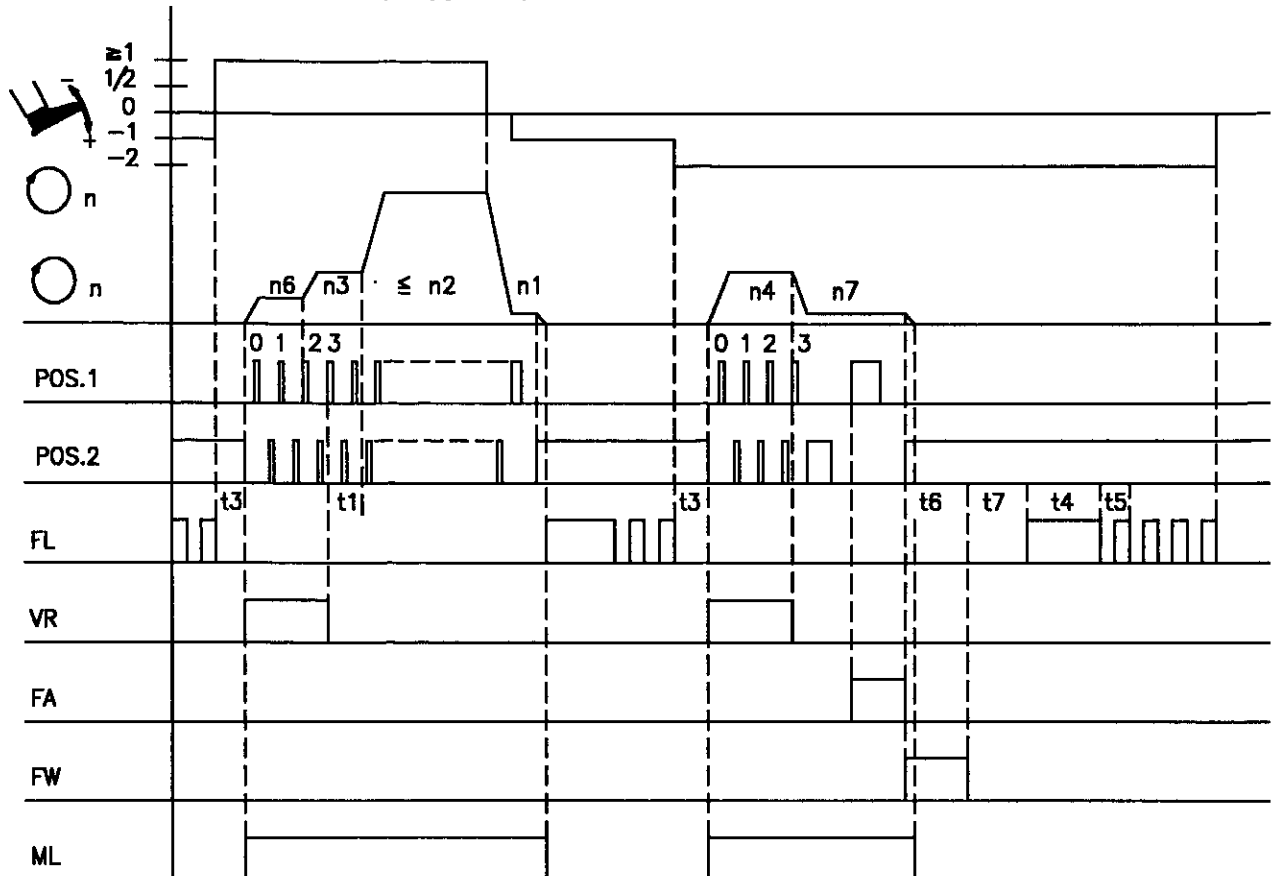 ≥1
1/2
0
−
+
−1
−2
n
n
n6 n3 ≤ n2 n1 n4 n7
0 1 2 3 0 1 2 3
POS.1
POS.2
t3 t1 t3 t6 t7 t4 t5
FL
VR
FA
FW
ML